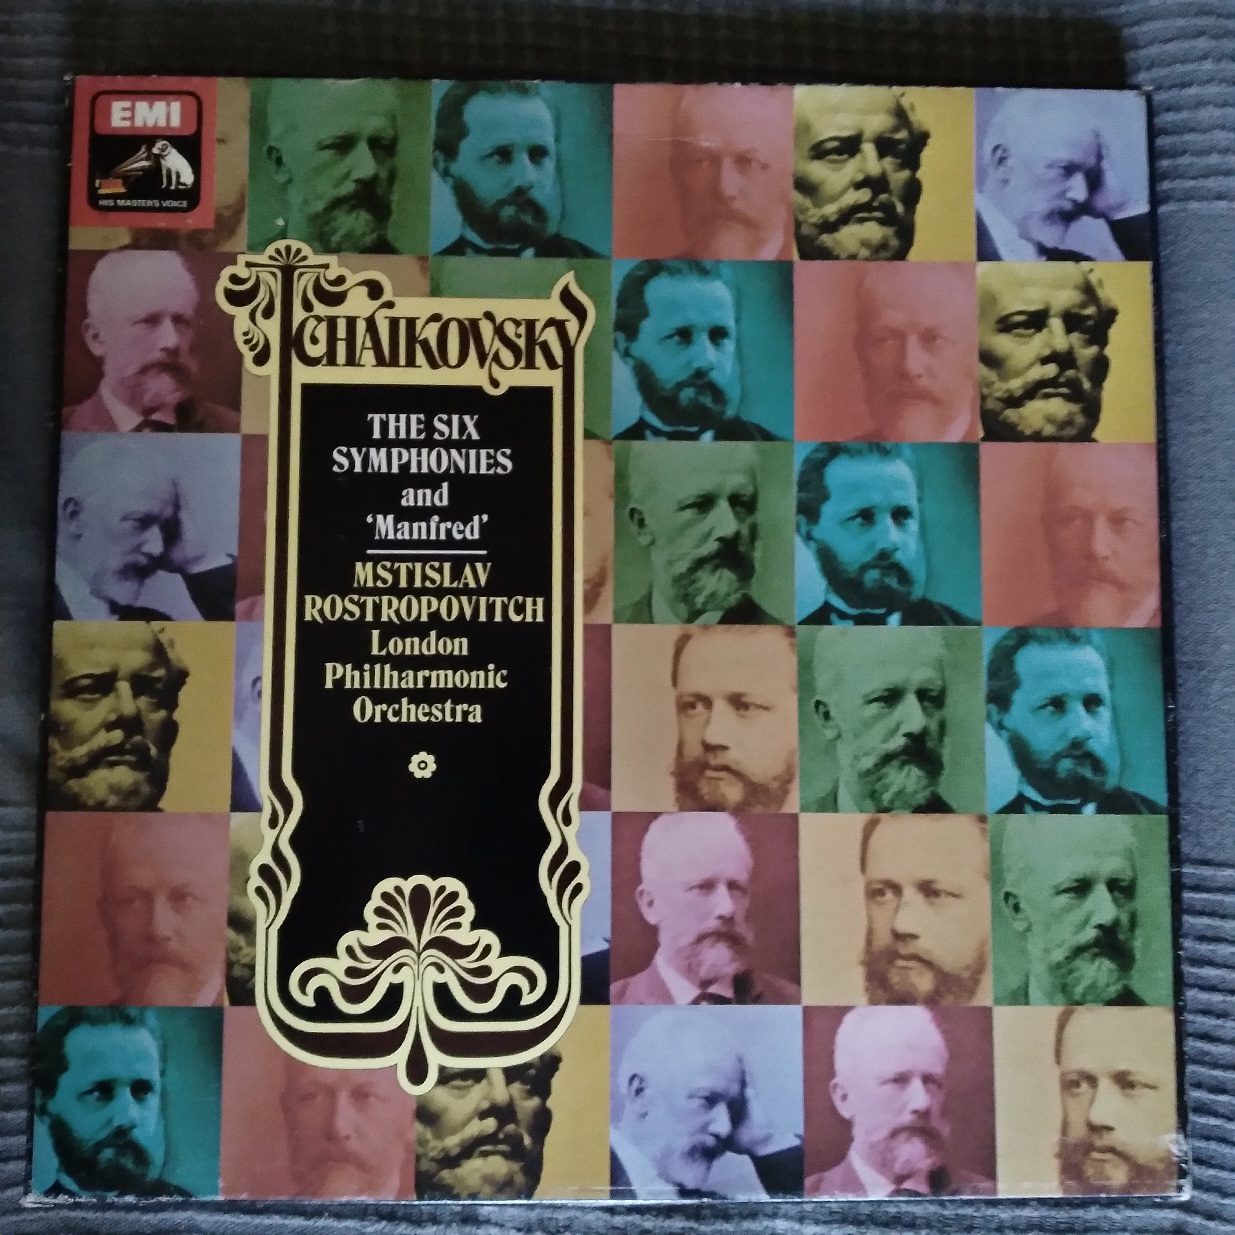 EMI
HIS MASTER'S VOICE
TCHAIKOVSKY
THE SIX
SYMPHONIES
and
‘Manfred’
MSTISLAV
ROSTROPOVITCH
London
Philharmonic
Orchestra